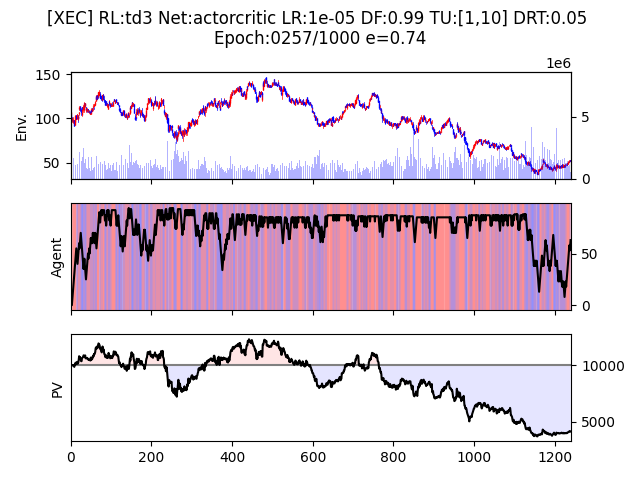 [XEC] RL:td3 Net:actorcritic LR:1e-05 DF:0.99 TU:[1,10] DRT:0.05
Epoch:0257/1000 e=0.74
1e6
150
100
50
Env.
5
0
Agent
50
0
PV
10000
5000
0 200 400 600 800 1000 1200